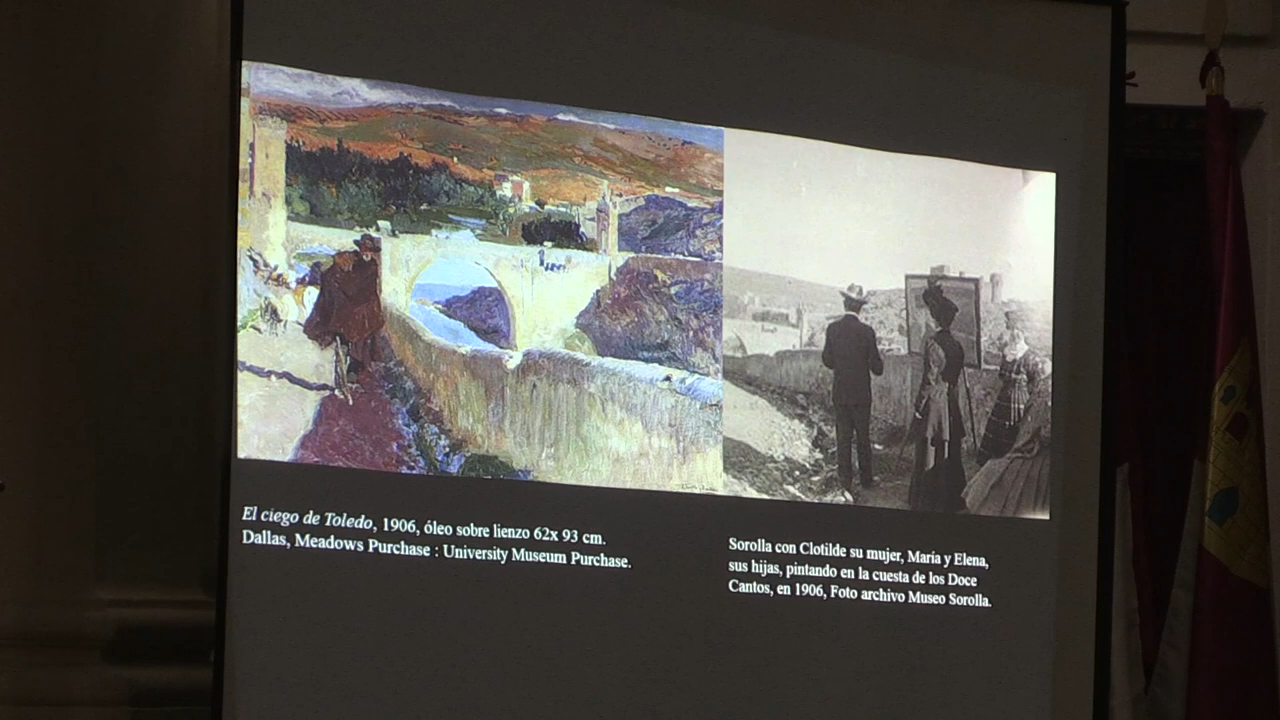 El ciego de Toledo, 1906, óleo sobre lienzo 62x 93 cm.
Dallas, Meadows Purchase : University Museum Purchase.
Sorolla con Clotilde su mujer, María y Elena,
sus hijas, pintando en la cuesta de los Doce
Cantos, en 1906, Foto archivo Museo Sorolla.